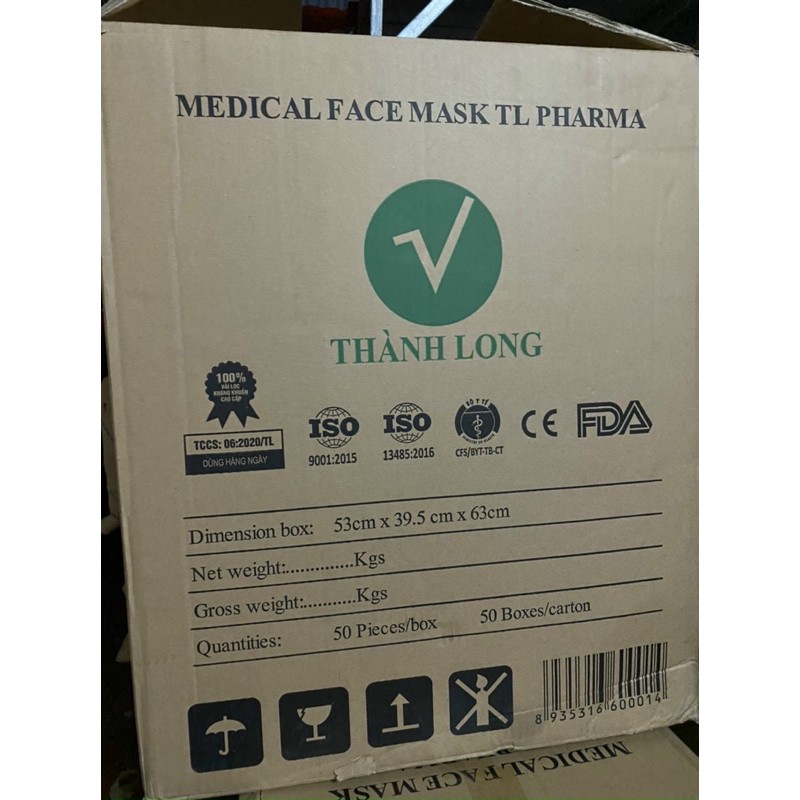 MEDICAL FACE MASK TL PHARMA
THÀNH LONG
100%
VẢI LỌC
KHÁNG KHUẨN
CAO CẤP
TCCS: 06:2020/TL
DÙNG HÀNG NGÀY
ISO
9001:2015
ISO
13485:2016
BỘ Y TẾ
CFS/BYT-TB-CT
CE
FDA
Dimension box: 53cm x 39.5 cm x 63cm
Net weight:..............Kgs
Gross weight:...........Kgs
Quantities: 50 Pieces/box 50 Boxes/carton
8 935316 600014
MEDICAL FACE MASK